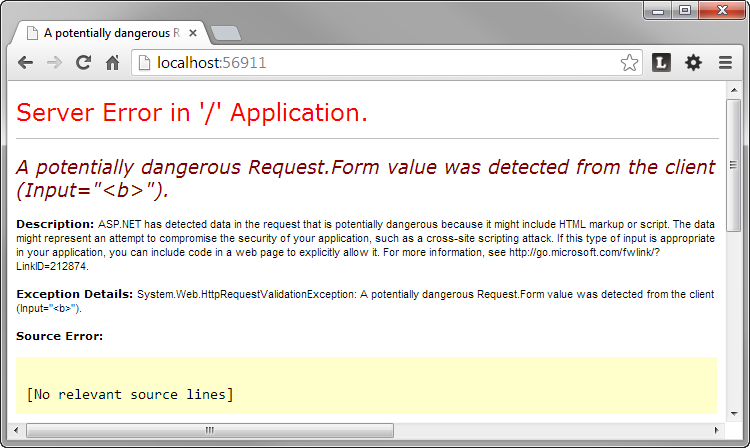 A potentially dangerous R
localhost:56911
L
Server Error in '/' Application.
A potentially dangerous Request.Form value was detected from the client
(Input="<b>").
Description: ASP.NET has detected data in the request that is potentially dangerous because it might include HTML markup or script. The data
might represent an attempt to compromise the security of your application, such as a cross-site scripting attack. If this type of input is appropriate
in your application, you can include code in a web page to explicitly allow it. For more information, see http://go.microsoft.com/fwlink/?
LinkID=212874.
Exception Details: System.Web.HttpRequestValidationException: A potentially dangerous Request.Form value was detected from the client
(Input="<b>").
Source Error:
[No relevant source lines]